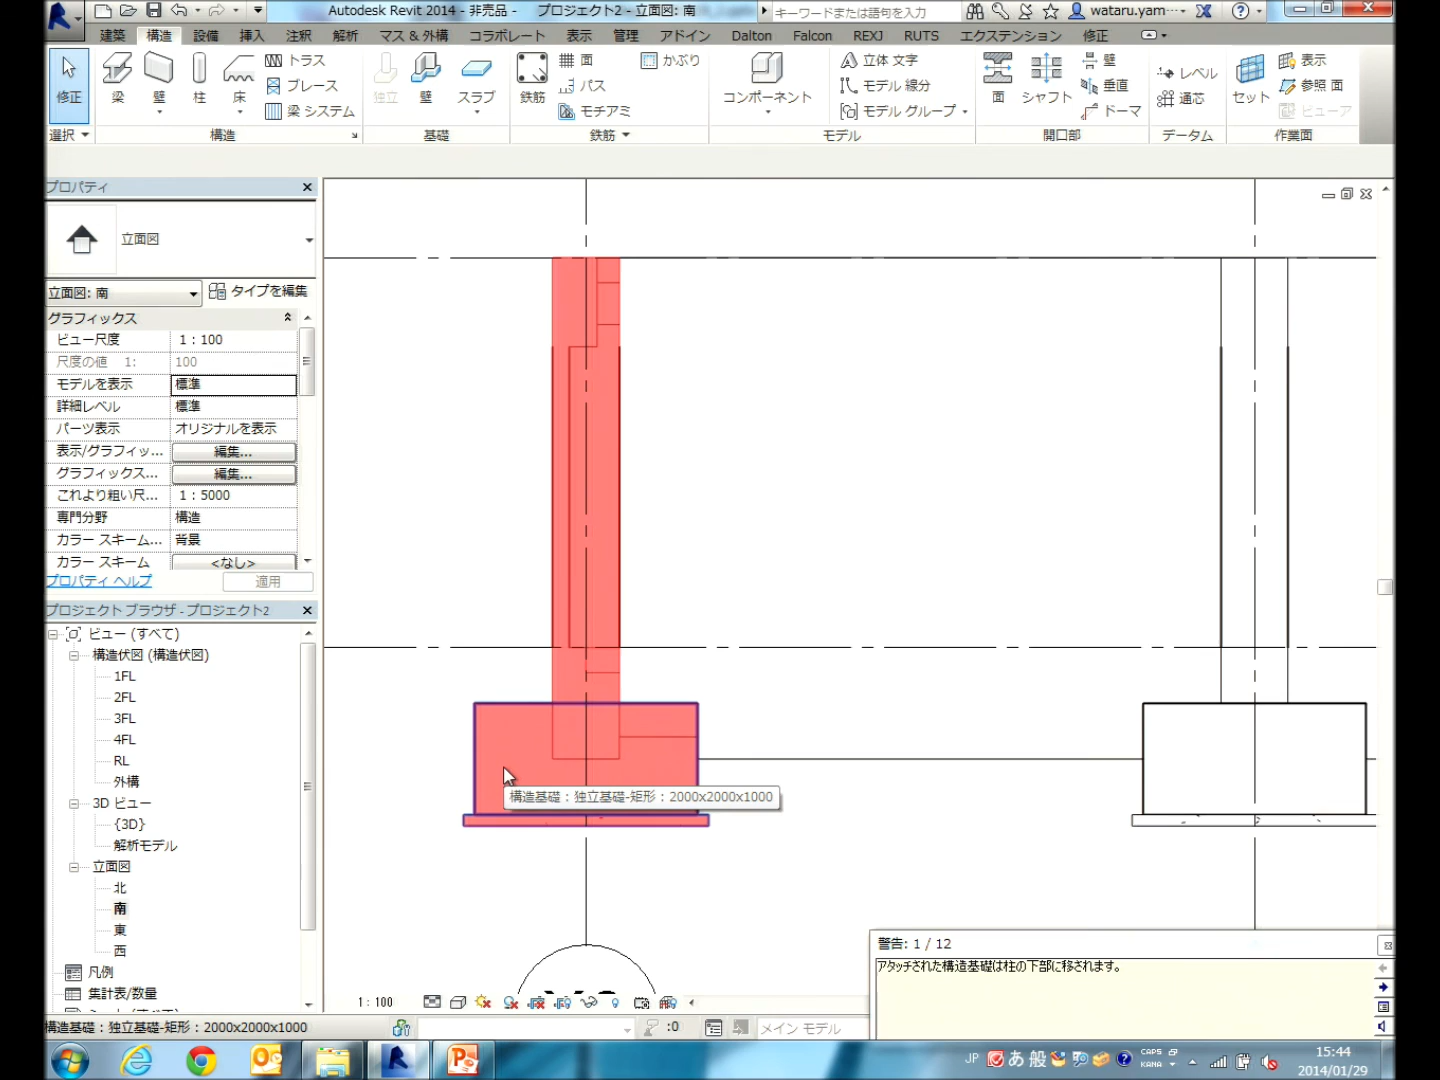 Autodesk Revit 2014 - 非売品 -　プロジェクト2 - 立面図: 南
キーワードまたは語句を入力
wataru.yam…
建築 構造 設備 挿入 注釈 解析 マス & 外構 コラボレート 表示 管理 アドイン Dalton Falcon REXJ RUTS エクステンション 修正
修正
梁
壁
柱
床
トラス
ブレース
梁 システム
独立
壁
スラブ
鉄筋
面
パス
モチアミ
かぶり
コンポーネント
立体 文字
モデル 線分
モデル グループ
面
シャフト
壁
垂直
ドーマ
レベル
通芯
セット
表示
参照 面
ビューア
選択 構造 基礎 鉄筋 モデル 開口部 データム 作業面
プロパティ
立面図
立面図: 南
タイプを編集
グラフィックス
ビュー尺度 1 : 100
尺度の値 1: 100
モデルを表示 標準
詳細レベル 標準
パーツ表示 オリジナルを表示
表示/グラフィッ... 編集...
グラフィックス... 編集...
これより粗い尺... 1 : 5000
専門分野 構造
カラー スキーム... 背景
カラー スキーム <なし>
プロパティ ヘルプ 適用
プロジェクト ブラウザ - プロジェクト2
ビュー (すべて)
構造伏図 (構造伏図)
1FL
2FL
3FL
4FL
RL
外構
3D ビュー
{3D}
解析モデル
立面図
北
南
東
西
凡例
集計表/数量
構造基礎 : 独立基礎-矩形 : 2000x2000x1000
警告: 1 / 12
アタッチされた構造基礎は柱の下部に移されます。
1 : 100
構造基礎 : 独立基礎-矩形 : 2000x2000x1000
:0
メイン モデル
JP
あ 般
CAPS
KANA
15:44
2014/01/29